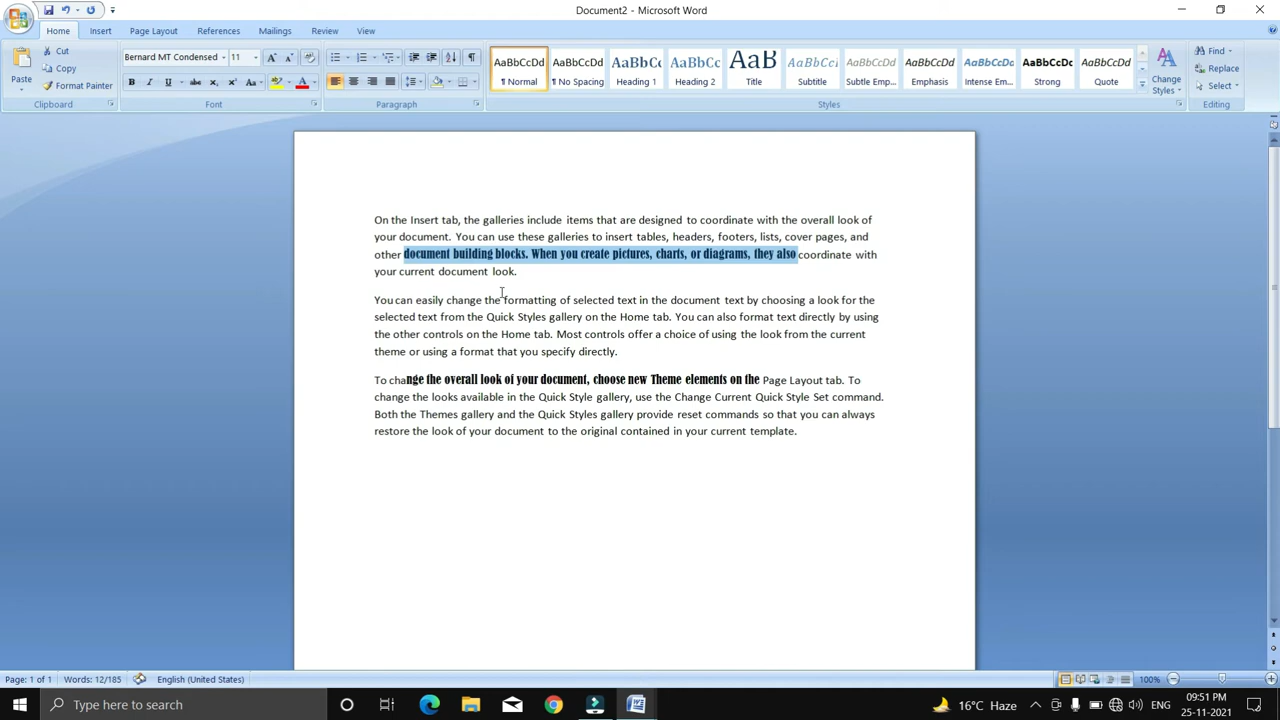 Document2 - Microsoft Word
Home Insert Page Layout References Mailings Review View
Paste
Cut
Copy
Format Painter
Clipboard
Bernard MT Condensed 11
Font
Paragraph
AaBbCcDd AaBbCcDd AaBbCc AaBbCc AaB AaBbCc. AaBbCcDd AaBbCcDd AaBbCcDd AaBbCcDc AaBbCcDd
¶ Normal ¶ No Spacing Heading 1 Heading 2 Title Subtitle Subtle Emp... Emphasis Intense Em... Strong Quote
Styles
Change
Styles
Find
Replace
Select
Editing
On the Insert tab, the galleries include items that are designed to coordinate with the overall look of
your document. You can use these galleries to insert tables, headers, footers, lists, cover pages, and
other document building blocks. When you create pictures, charts, or diagrams, they also coordinate with
your current document look.
You can easily change the formatting of selected text in the document text by choosing a look for the
selected text from the Quick Styles gallery on the Home tab. You can also format text directly by using
the other controls on the Home tab. Most controls offer a choice of using the look from the current
theme or using a format that you specify directly.
To change the overall look of your document, choose new Theme elements on the Page Layout tab. To
change the looks available in the Quick Style gallery, use the Change Current Quick Style Set command.
Both the Themes gallery and the Quick Styles gallery provide reset commands so that you can always
restore the look of your document to the original contained in your current template.
Page: 1 of 1 Words: 12/185 English (United States) 100%
Type here to search
16°C Haze
ENG
09:51 PM
25-11-2021